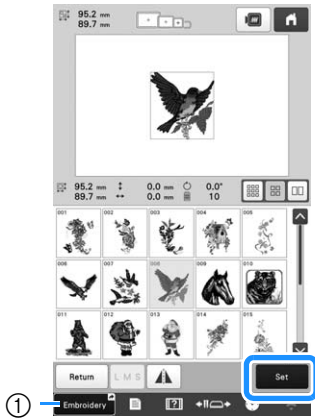 95.2 mm
89.7 mm
95.2 mm 0.0 mm 0.0°
89.7 mm 0.0 mm 10
001 002 003 004 005
006 007 008 009 010
011 012 013 014 015
Return L·M·S Set
① Embroidery